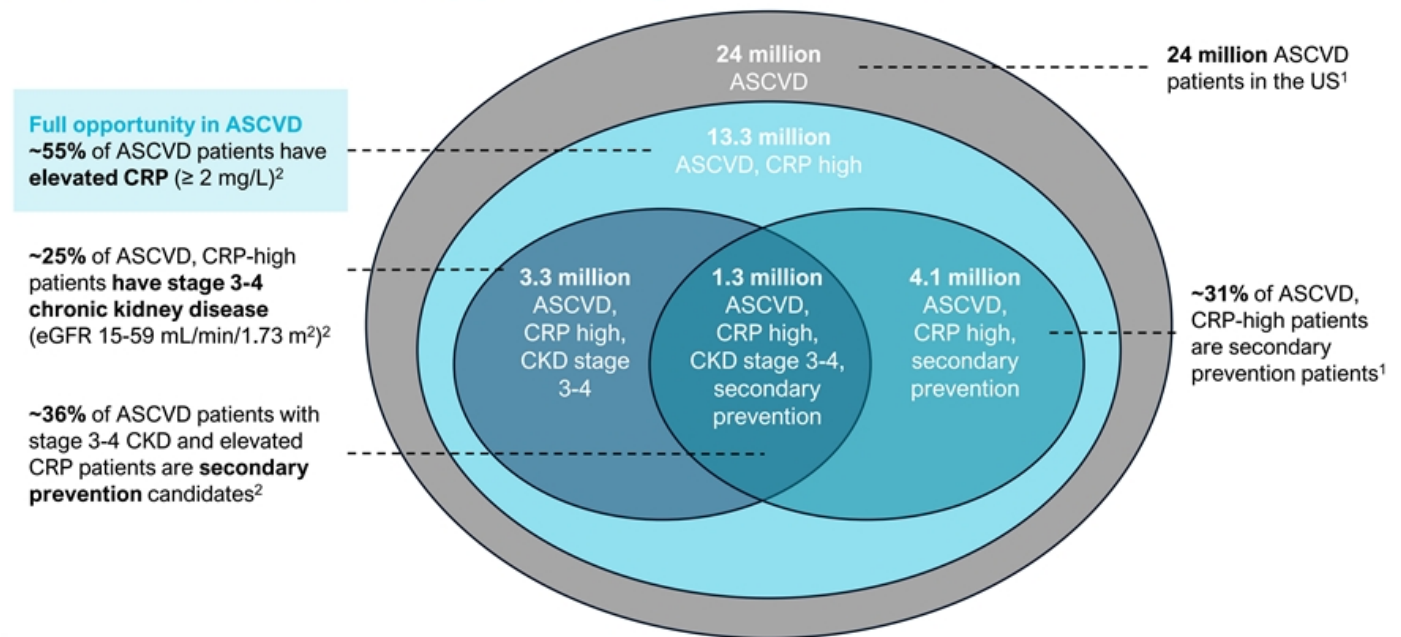 24 million
ASCVD
24 million ASCVD
patients in the US¹
Full opportunity in ASCVD
~55% of ASCVD patients have
elevated CRP (≥ 2 mg/L)²
13.3 million
ASCVD, CRP high
~25% of ASCVD, CRP-high
patients have stage 3-4
chronic kidney disease
(eGFR 15-59 mL/min/1.73 m²)²
3.3 million
ASCVD,
CRP high,
CKD stage
3-4
1.3 million
ASCVD,
CRP high,
CKD stage 3-4,
secondary
prevention
4.1 million
ASCVD,
CRP high,
secondary
prevention
~31% of ASCVD,
CRP-high patients
are secondary
prevention patients¹
~36% of ASCVD patients with
stage 3-4 CKD and elevated
CRP patients are secondary
prevention candidates²